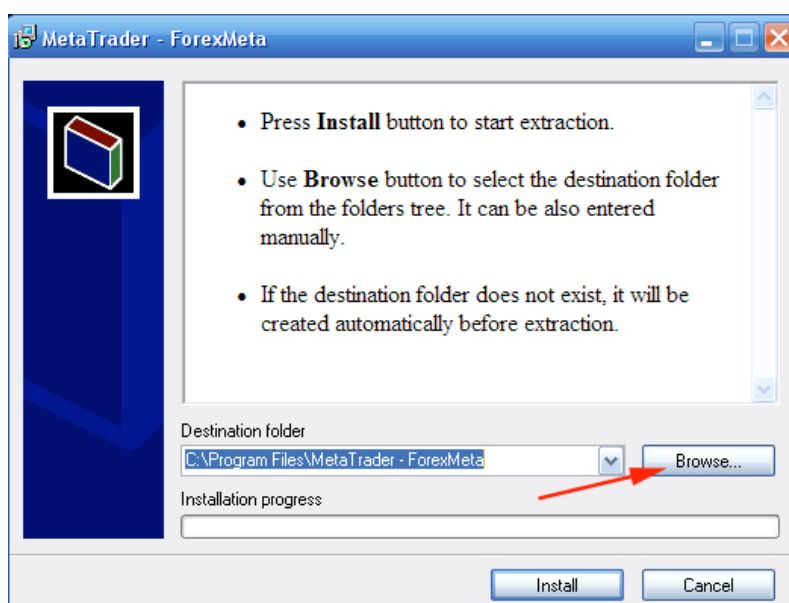 MetaTrader - ForexMeta
Press Install button to start extraction.
Use Browse button to select the destination folder
from the folders tree. It can be also entered
manually.
If the destination folder does not exist, it will be
created automatically before extraction.
Destination folder
C:\Program Files\MetaTrader - ForexMeta
Browse...
Installation progress
Install
Cancel